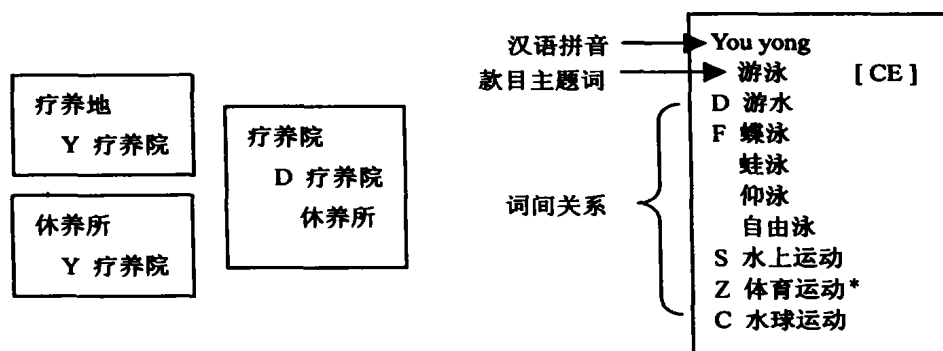 疗养地
Y 疗养院
休养所
Y 疗养院
疗养院
D 疗养院
休养所
汉语拼音
款目主题词
词间关系
You yong
游泳 [ CE ]
D 游水
F 蝶泳
蛙泳
仰泳
自由泳
S 水上运动
Z 体育运动*
C 水球运动